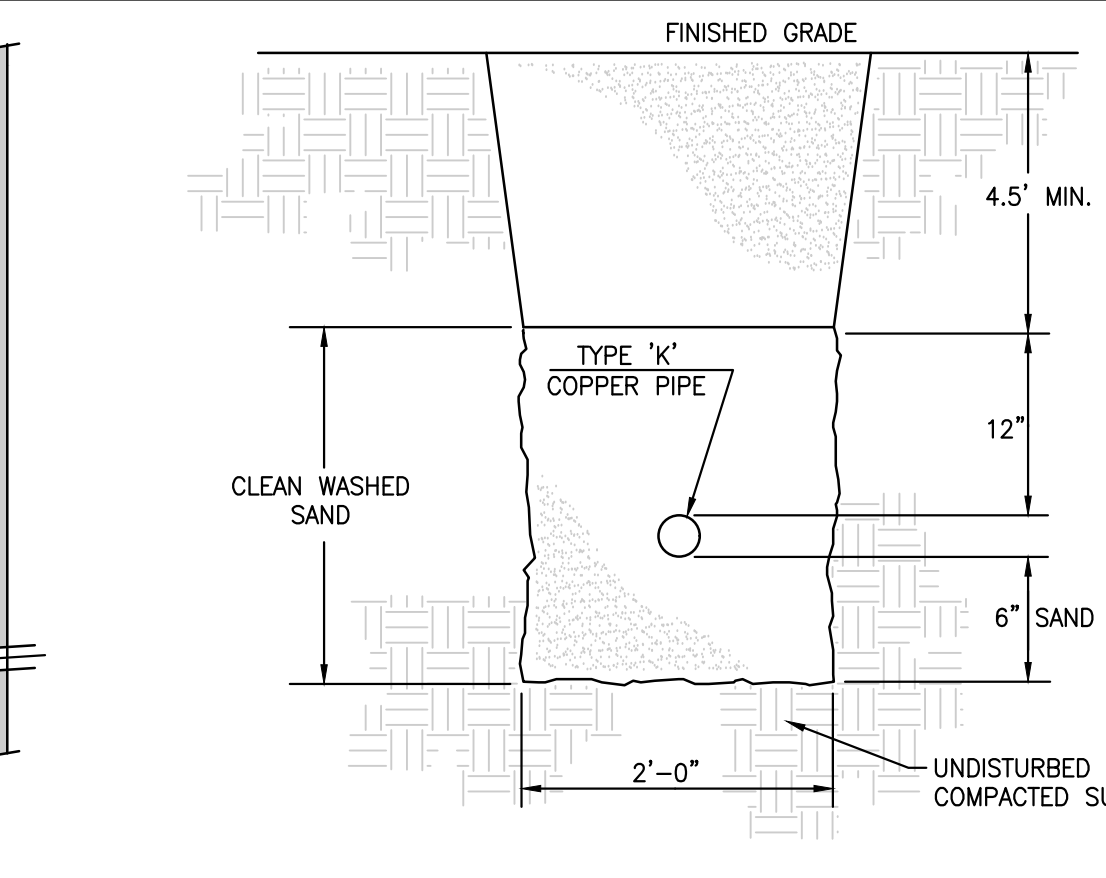 FINISHED GRADE
4.5' MIN.
TYPE 'K'
COPPER PIPE
12"
CLEAN WASHED
SAND
6" SAND
2'-0"
UNDISTURBED
COMPACTED